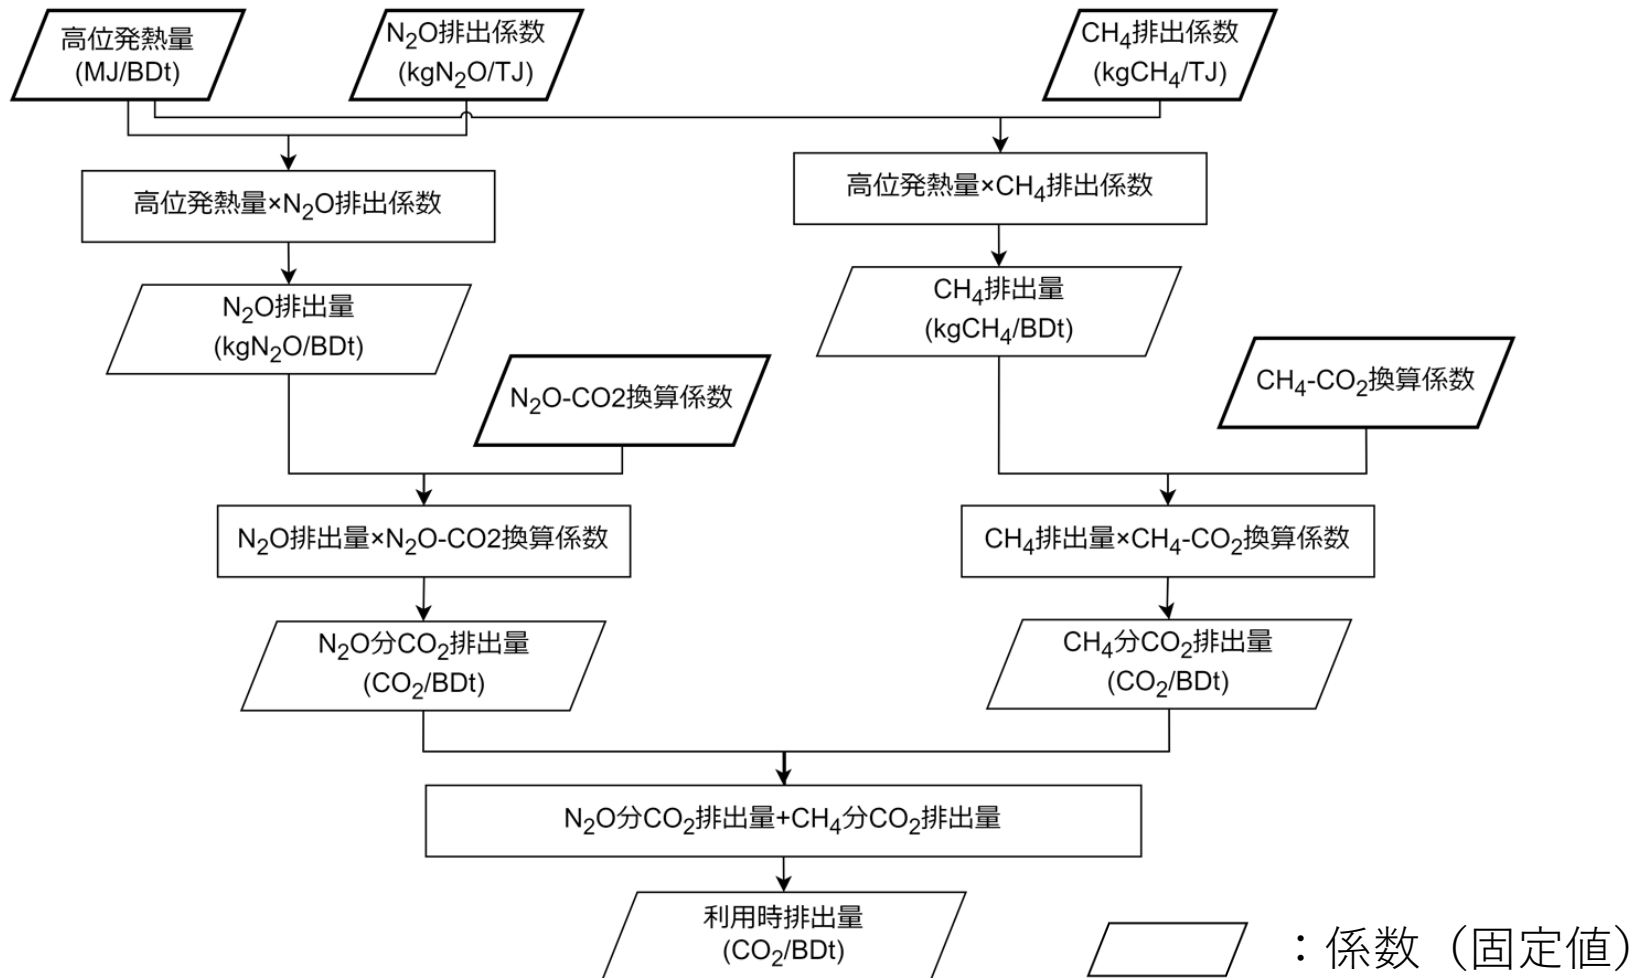 高位発熱量
(MJ/BDt)
N₂O排出係数
(kgN₂O/TJ)
CH₄排出係数
(kgCH₄/TJ)
高位発熱量×N₂O排出係数
高位発熱量×CH₄排出係数
N₂O排出量
(kgN₂O/BDt)
CH₄排出量
(kgCH₄/BDt)
N₂O-CO2換算係数
CH₄-CO₂換算係数
N₂O排出量×N₂O-CO2換算係数
CH₄排出量×CH₄-CO₂換算係数
N₂O分CO₂排出量
(CO₂/BDt)
CH₄分CO₂排出量
(CO₂/BDt)
N₂O分CO₂排出量+CH₄分CO₂排出量
利用時排出量
(CO₂/BDt)
：係数（固定値）